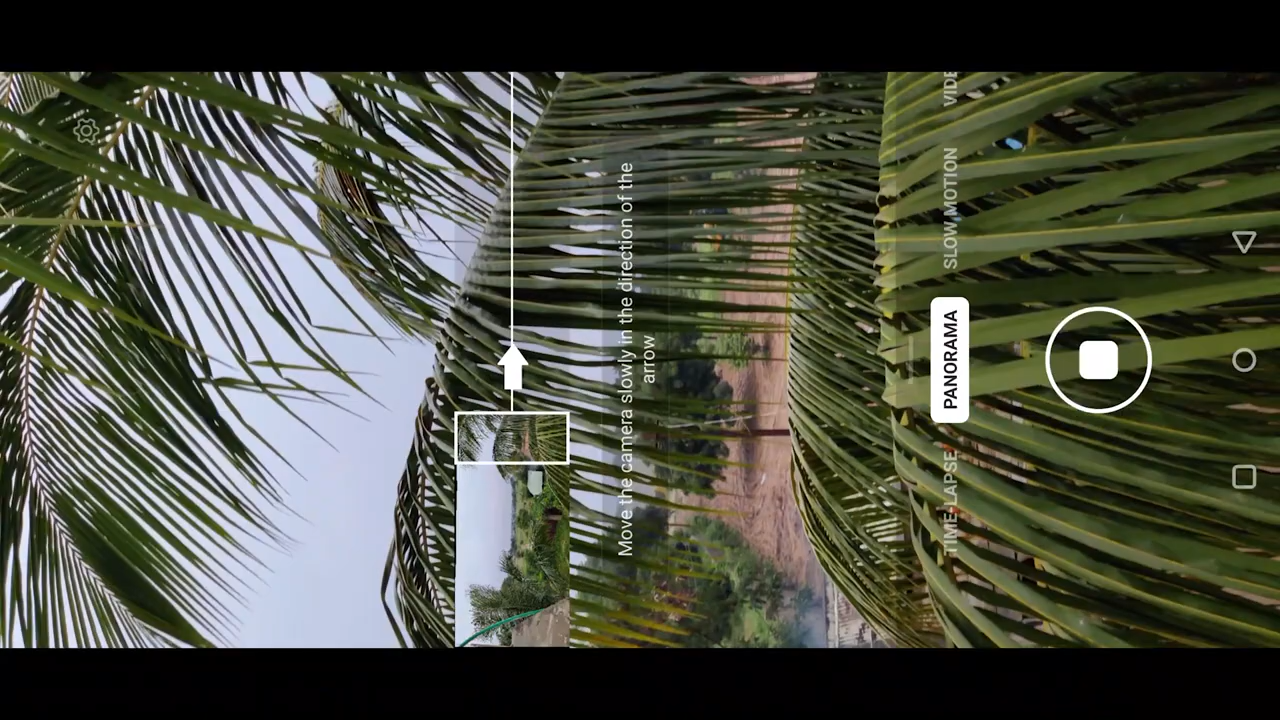 Move the camera slowly in the direction of the
arrow
TIME-LAPSE
PANORAMA
SLOW MOTION
VIDE